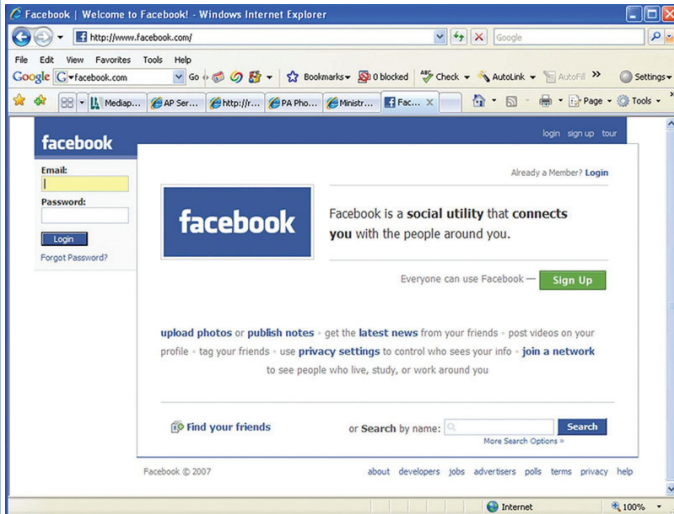 Facebook | Welcome to Facebook! - Windows Internet Explorer
http://www.facebook.com/
Google
File Edit View Favorites Tools Help
Google G facebook.com Go Bookmarks 0 blocked ABC Check AutoLink AutoFill >> Settings
Mediap... AP Ser... http://r... PA Pho... Ministr... Fac... X Page Tools »
login sign up tour
facebook
Email:
Password:
Login
Forgot Password?
Already a Member? Login
facebook
Facebook is a social utility that connects
you with the people around you.
Everyone can use Facebook — Sign Up
upload photos or publish notes • get the latest news from your friends • post videos on your
profile • tag your friends • use privacy settings to control who sees your info • join a network
to see people who live, study, or work around you
Find your friends
or Search by name: Search
More Search Options »
Facebook © 2007
about developers jobs advertisers polls terms privacy help
Internet 100%